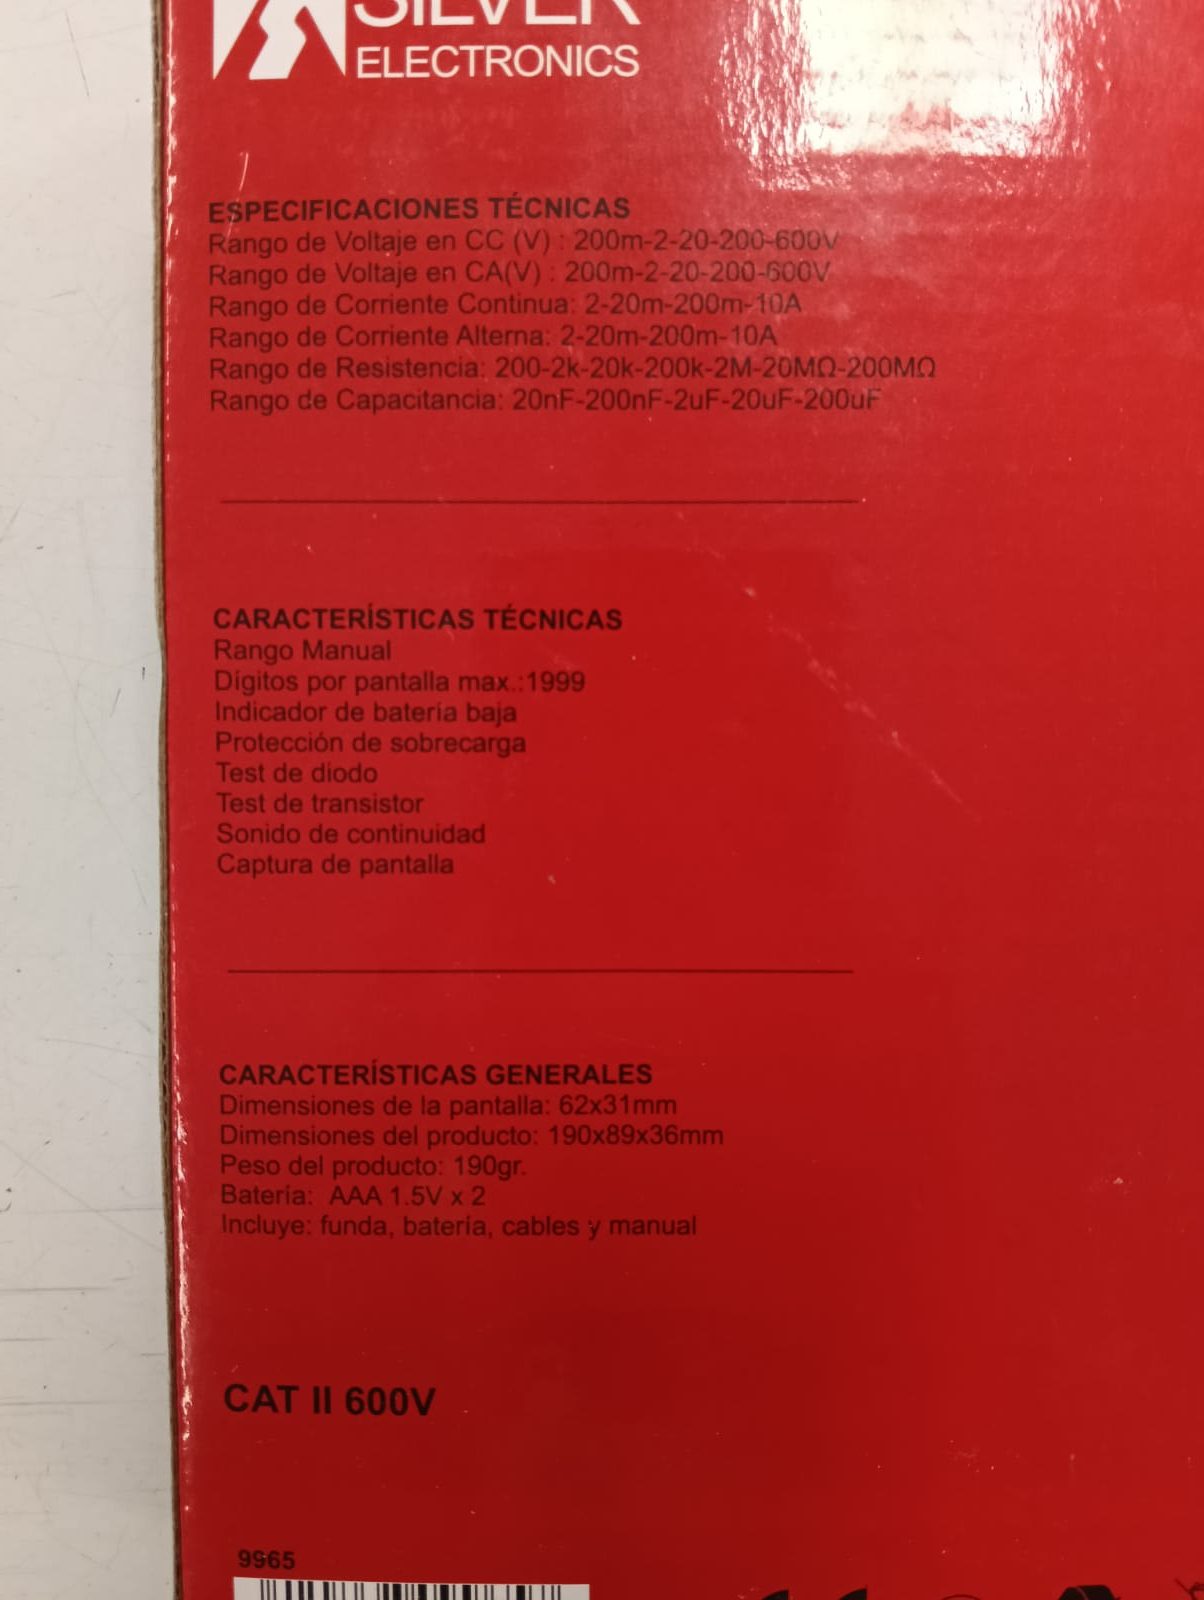 SILVER
ELECTRONICS
ESPECIFICACIONES TÉCNICAS
Rango de Voltaje en CC (V) : 200m-2-20-200-600V
Rango de Voltaje en CA(V) : 200m-2-20-200-600V
Rango de Corriente Continua: 2-20m-200m-10A
Rango de Corriente Alterna: 2-20m-200m-10A
Rango de Resistencia: 200-2k-20k-200k-2M-20MΩ-200MΩ
Rango de Capacitancia: 20nF-200nF-2uF-20uF-200uF
CARACTERÍSTICAS TÉCNICAS
Rango Manual
Dígitos por pantalla max.:1999
Indicador de batería baja
Protección de sobrecarga
Test de diodo
Test de transistor
Sonido de continuidad
Captura de pantalla
CARACTERÍSTICAS GENERALES
Dimensiones de la pantalla: 62x31mm
Dimensiones del producto: 190x89x36mm
Peso del producto: 190gr.
Batería: AAA 1.5V x 2
Incluye: funda, batería, cables y manual
CAT II 600V
9965